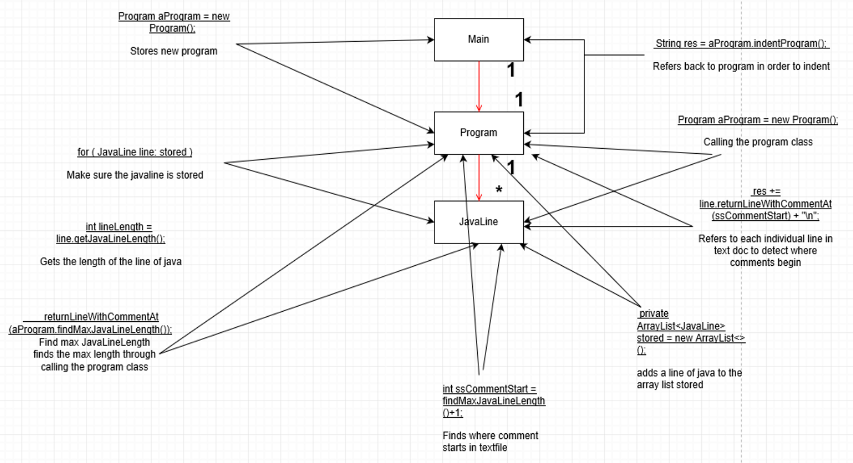 Program aProgram = new
Program();
Stores new program
Main
String res = aProgram.indentProgram();
Refers back to program in order to indent
1
1
Program
Program aProgram = new Program();
Calling the program class
for ( JavaLine line: stored )
Make sure the javaline is stored
1
*
JavaLine
res +=
line.returnLineWithCommentAt
(ssCommentStart) + "\n";
Refers to each individual line in
text doc to detect where
comments begin
int lineLength =
line.getJavaLineLength();
Gets the length of the line of java
returnLineWithCommentAt
(aProgram.findMaxJavaLineLength());
Find max JavaLineLength
finds the max length through
calling the program class
private
ArrayList<JavaLine>
stored = new ArrayList<>
();
adds a line of java to the
array list stored
int ssCommentStart =
findMaxJavaLineLength
()+1;
Finds where comment
starts in textfile